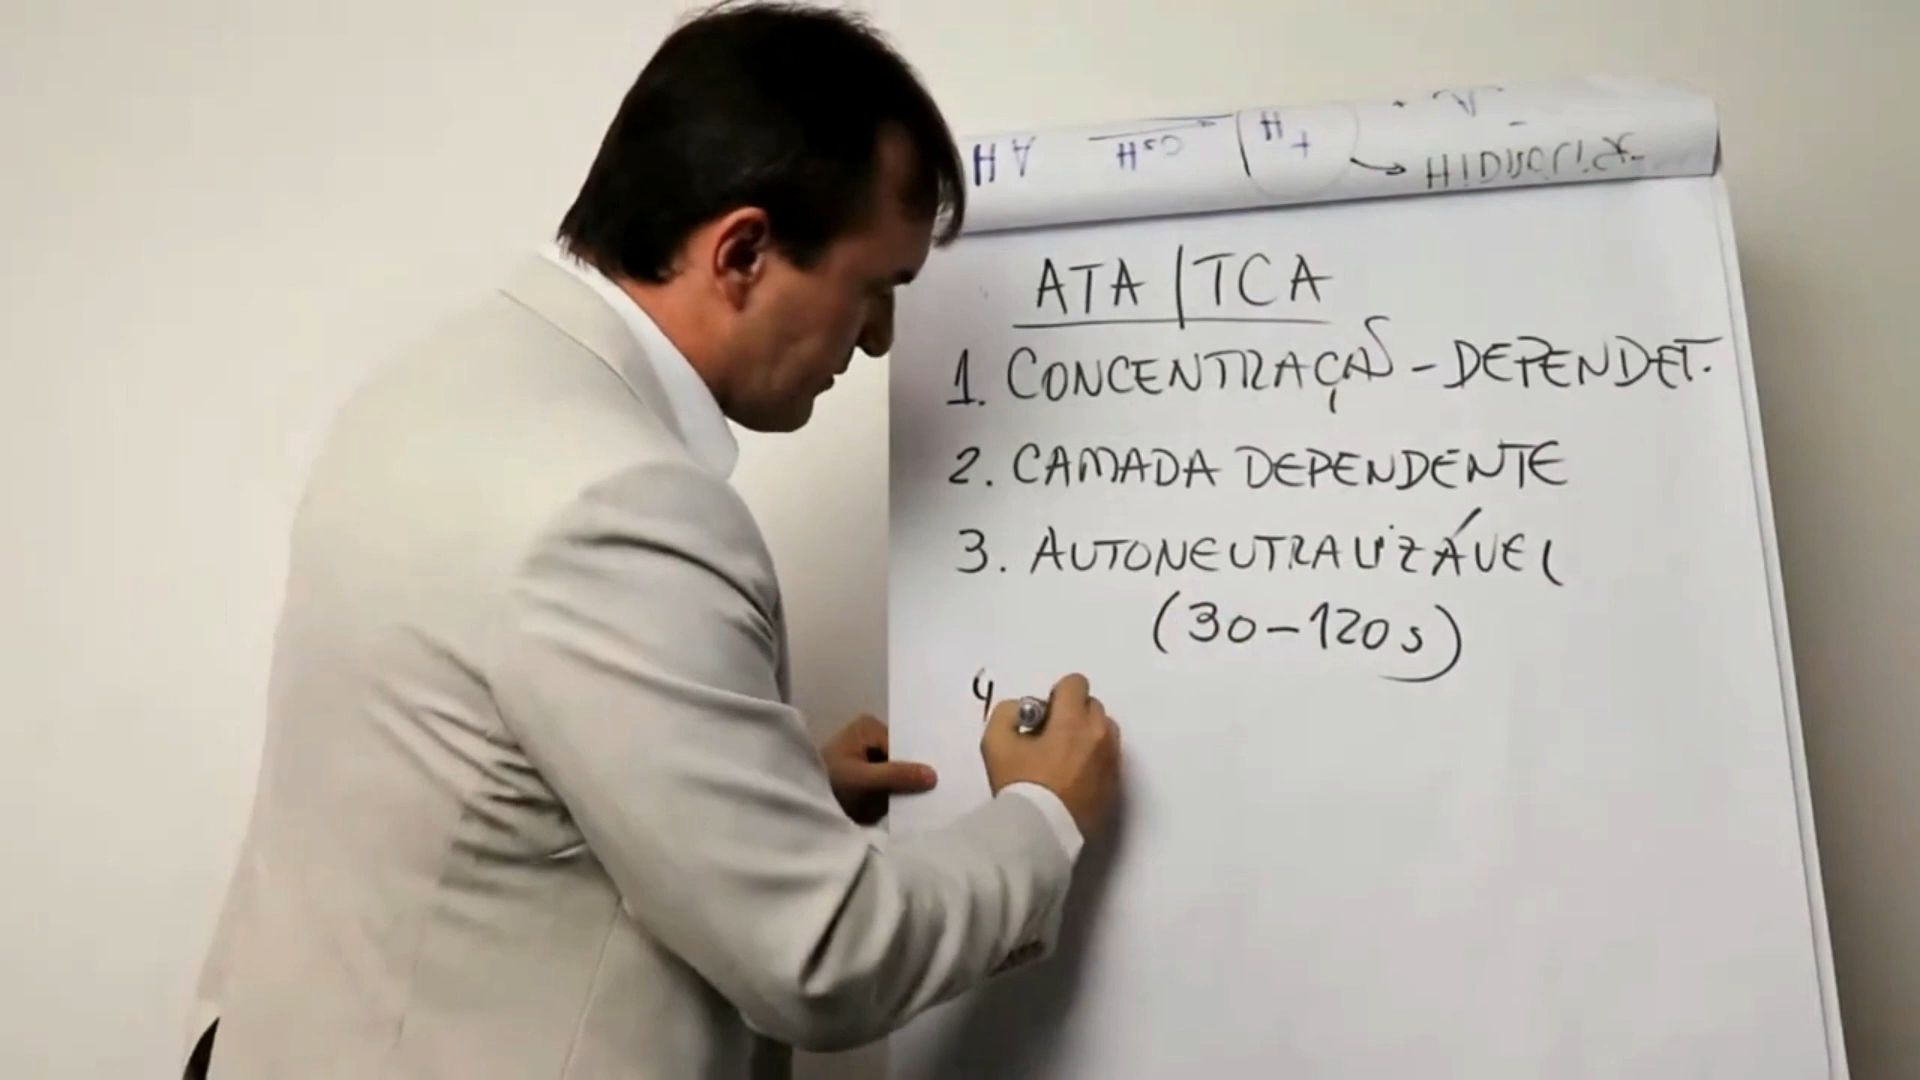 ATA | TCA
1. CONCENTRAÇÃO - DEPENDET.
2. CAMADA DEPENDENTE
3. AUTONEUTRALIZÁVEL
(30-120s)
4